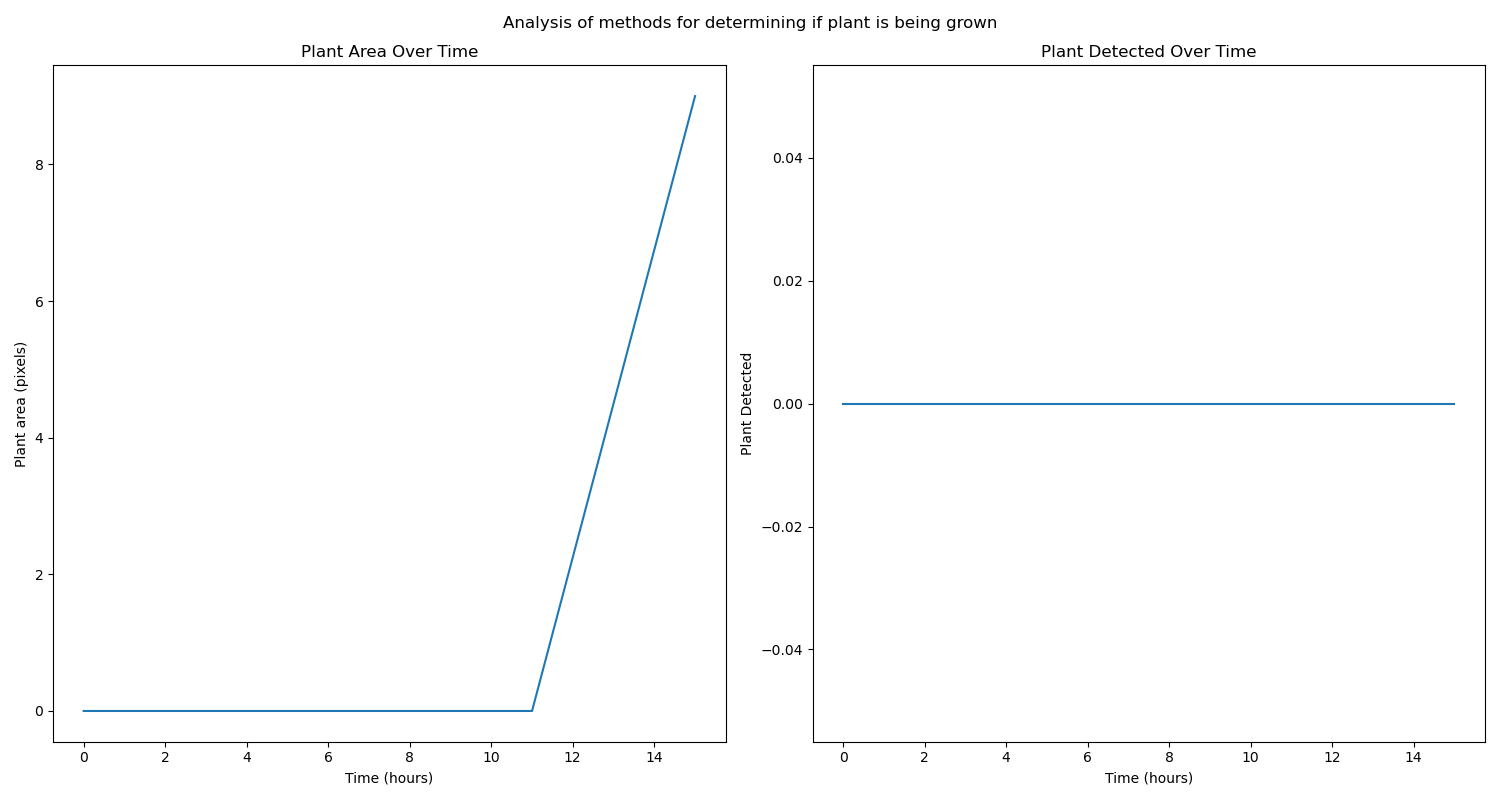 Analysis of methods for determining if plant is being grown
Plant Area Over Time
Plant area (pixels)
8
6
4
2
0
0 2 4 6 8 10 12 14
Time (hours)
Plant Detected Over Time
Plant Detected
0.04
0.02
0.00
−0.02
−0.04
0 2 4 6 8 10 12 14
Time (hours)